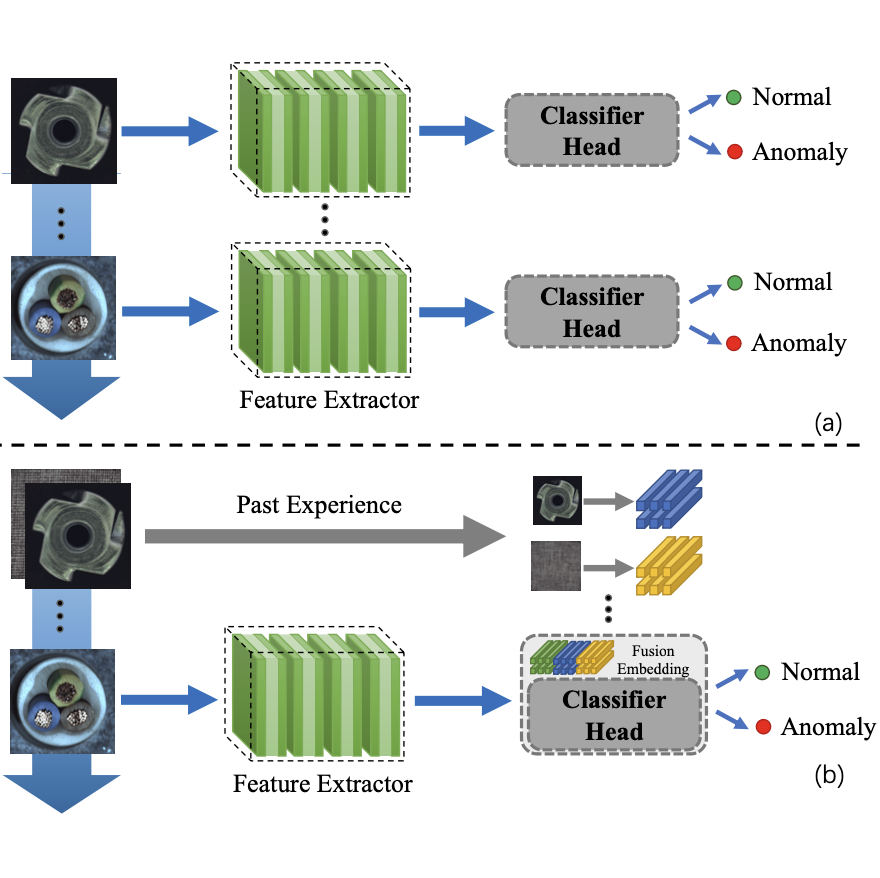 Classifier
Head
Normal
Anomaly
Classifier
Head
Normal
Anomaly
Feature Extractor
(a)
Past Experience
Fusion
Embedding
Classifier
Head
Normal
Anomaly
Feature Extractor
(b)